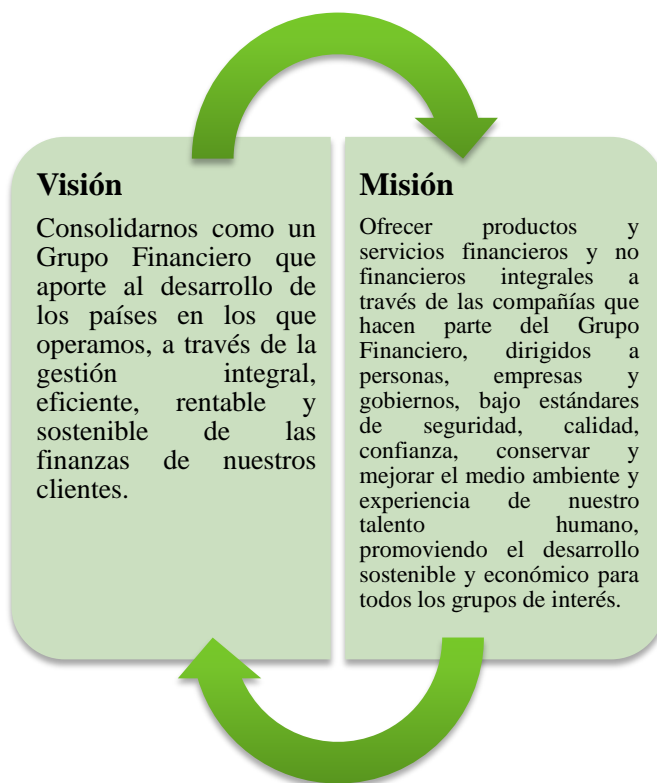 Visión
Consolidarnos como un
Grupo Financiero que
aporte al desarrollo de
los países en los que
operamos, a través de la
gestión integral,
eficiente, rentable y
sostenible de las
finanzas de nuestros
clientes.
Misión
Ofrecer productos y
servicios financieros y no
financieros integrales a
través de las compañías que
hacen parte del Grupo
Financiero, dirigidos a
personas, empresas y
gobiernos, bajo estándares
de seguridad, calidad,
confianza, conservar y
mejorar el medio ambiente y
experiencia de nuestro
talento humano,
promoviendo el desarrollo
sostenible y económico para
todos los grupos de interés.